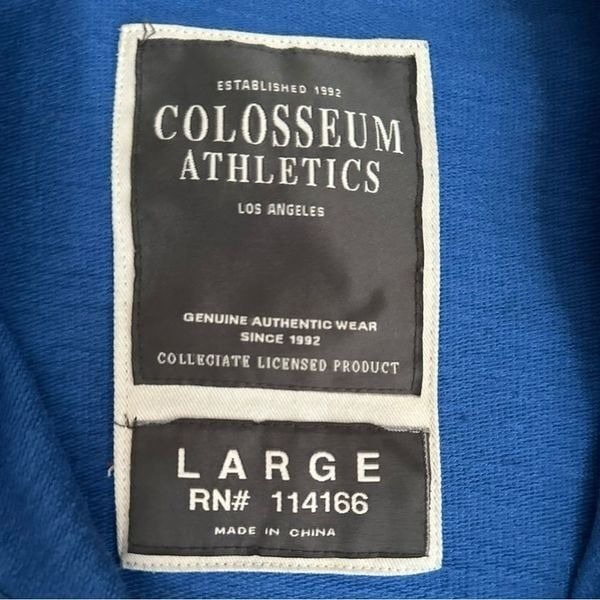 ESTABLISHED 1992
COLOSSEUM
ATHLETICS
LOS ANGELES
GENUINE AUTHENTIC WEAR
SINCE 1992
COLLEGIATE LICENSED PRODUCT
LARGE
RN# 114166
MADE IN CHINA